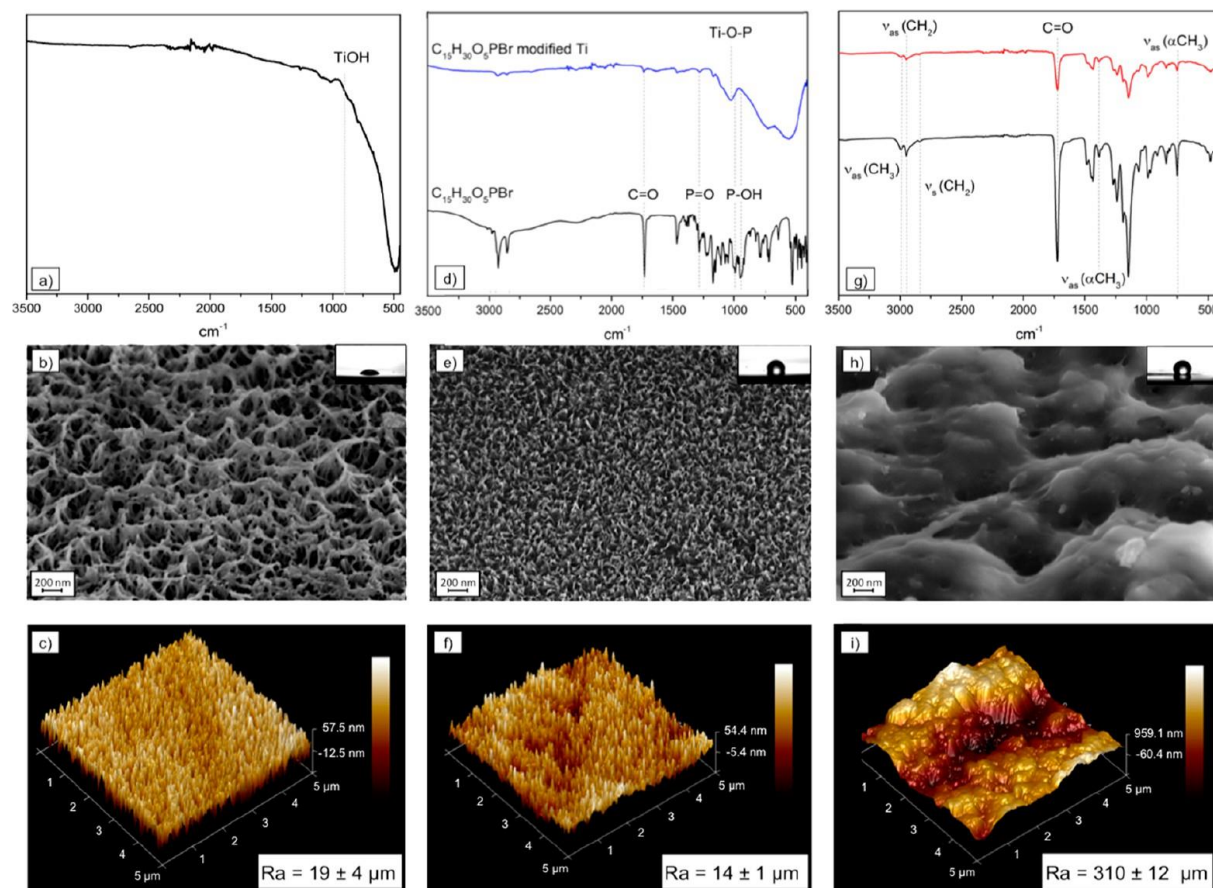 TiOH
a)
3500 2500 2000 1500 1000 500
cm⁻¹
C₁₅H₃₀O₅PBr modified Ti
Ti-O-P
C₁₅H₃₀O₅PBr
C=O
P=O
P-OH
d)
3500 2500 2000 1500 1000 500
cm⁻¹
νas(CH₂)
C=O
νas(αCH₃)
νas(CH₃)
νs(CH₂)
νas(αCH₃)
g)
3500 3000 2500 2000 1500 1000 500
cm⁻¹
b)
200 nm
e)
200 nm
h)
200 nm
c)
57.5 nm
-12.5 nm
1
2
3
4
5 µm
1
2
3
4
5 µm
Ra = 19 ± 4 µm
f)
54.4 nm
-5.4 nm
1
2
3
4
5 µm
1
2
3
4
5 µm
Ra = 14 ± 1 µm
i)
959.1 nm
-60.4 nm
1
2
3
4
5 µm
1
2
3
4
5 µm
Ra = 310 ± 12 µm